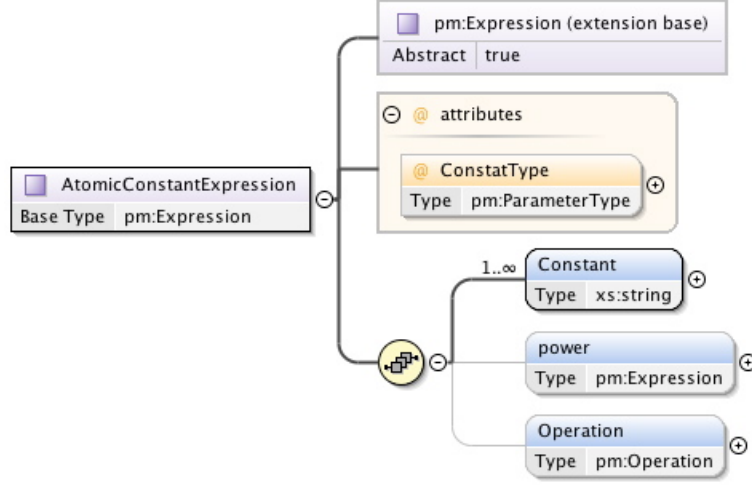 pm:Expression (extension base)
Abstract true
@ attributes
@ ConstatType
Type pm:ParameterType
AtomicConstantExpression
Base Type pm:Expression
1..∞
Constant
Type xs:string
power
Type pm:Expression
Operation
Type pm:Operation